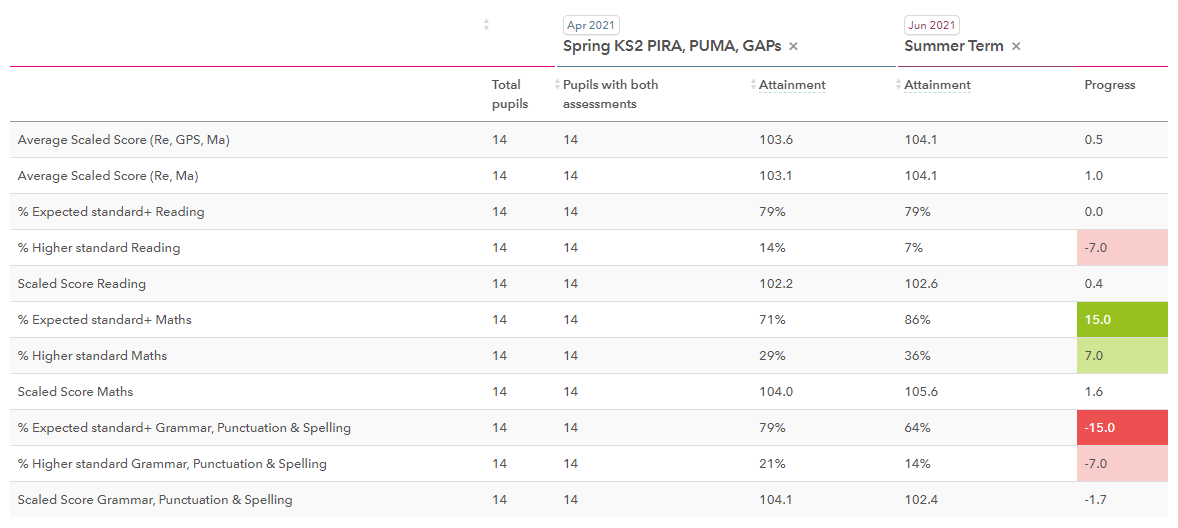 Apr 2021 Jun 2021
Spring KS2 PIRA, PUMA, GAPs × Summer Term ×
Total pupils Pupils with both assessments Attainment Attainment Progress
Average Scaled Score (Re, GPS, Ma) 14 14 103.6 104.1 0.5
Average Scaled Score (Re, Ma) 14 14 103.1 104.1 1.0
% Expected standard+ Reading 14 14 79% 79% 0.0
% Higher standard Reading 14 14 14% 7% -7.0
Scaled Score Reading 14 14 102.2 102.6 0.4
% Expected standard+ Maths 14 14 71% 86% 15.0
% Higher standard Maths 14 14 29% 36% 7.0
Scaled Score Maths 14 14 104.0 105.6 1.6
% Expected standard+ Grammar, Punctuation & Spelling 14 14 79% 64% -15.0
% Higher standard Grammar, Punctuation & Spelling 14 14 21% 14% -7.0
Scaled Score Grammar, Punctuation & Spelling 14 14 104.1 102.4 -1.7